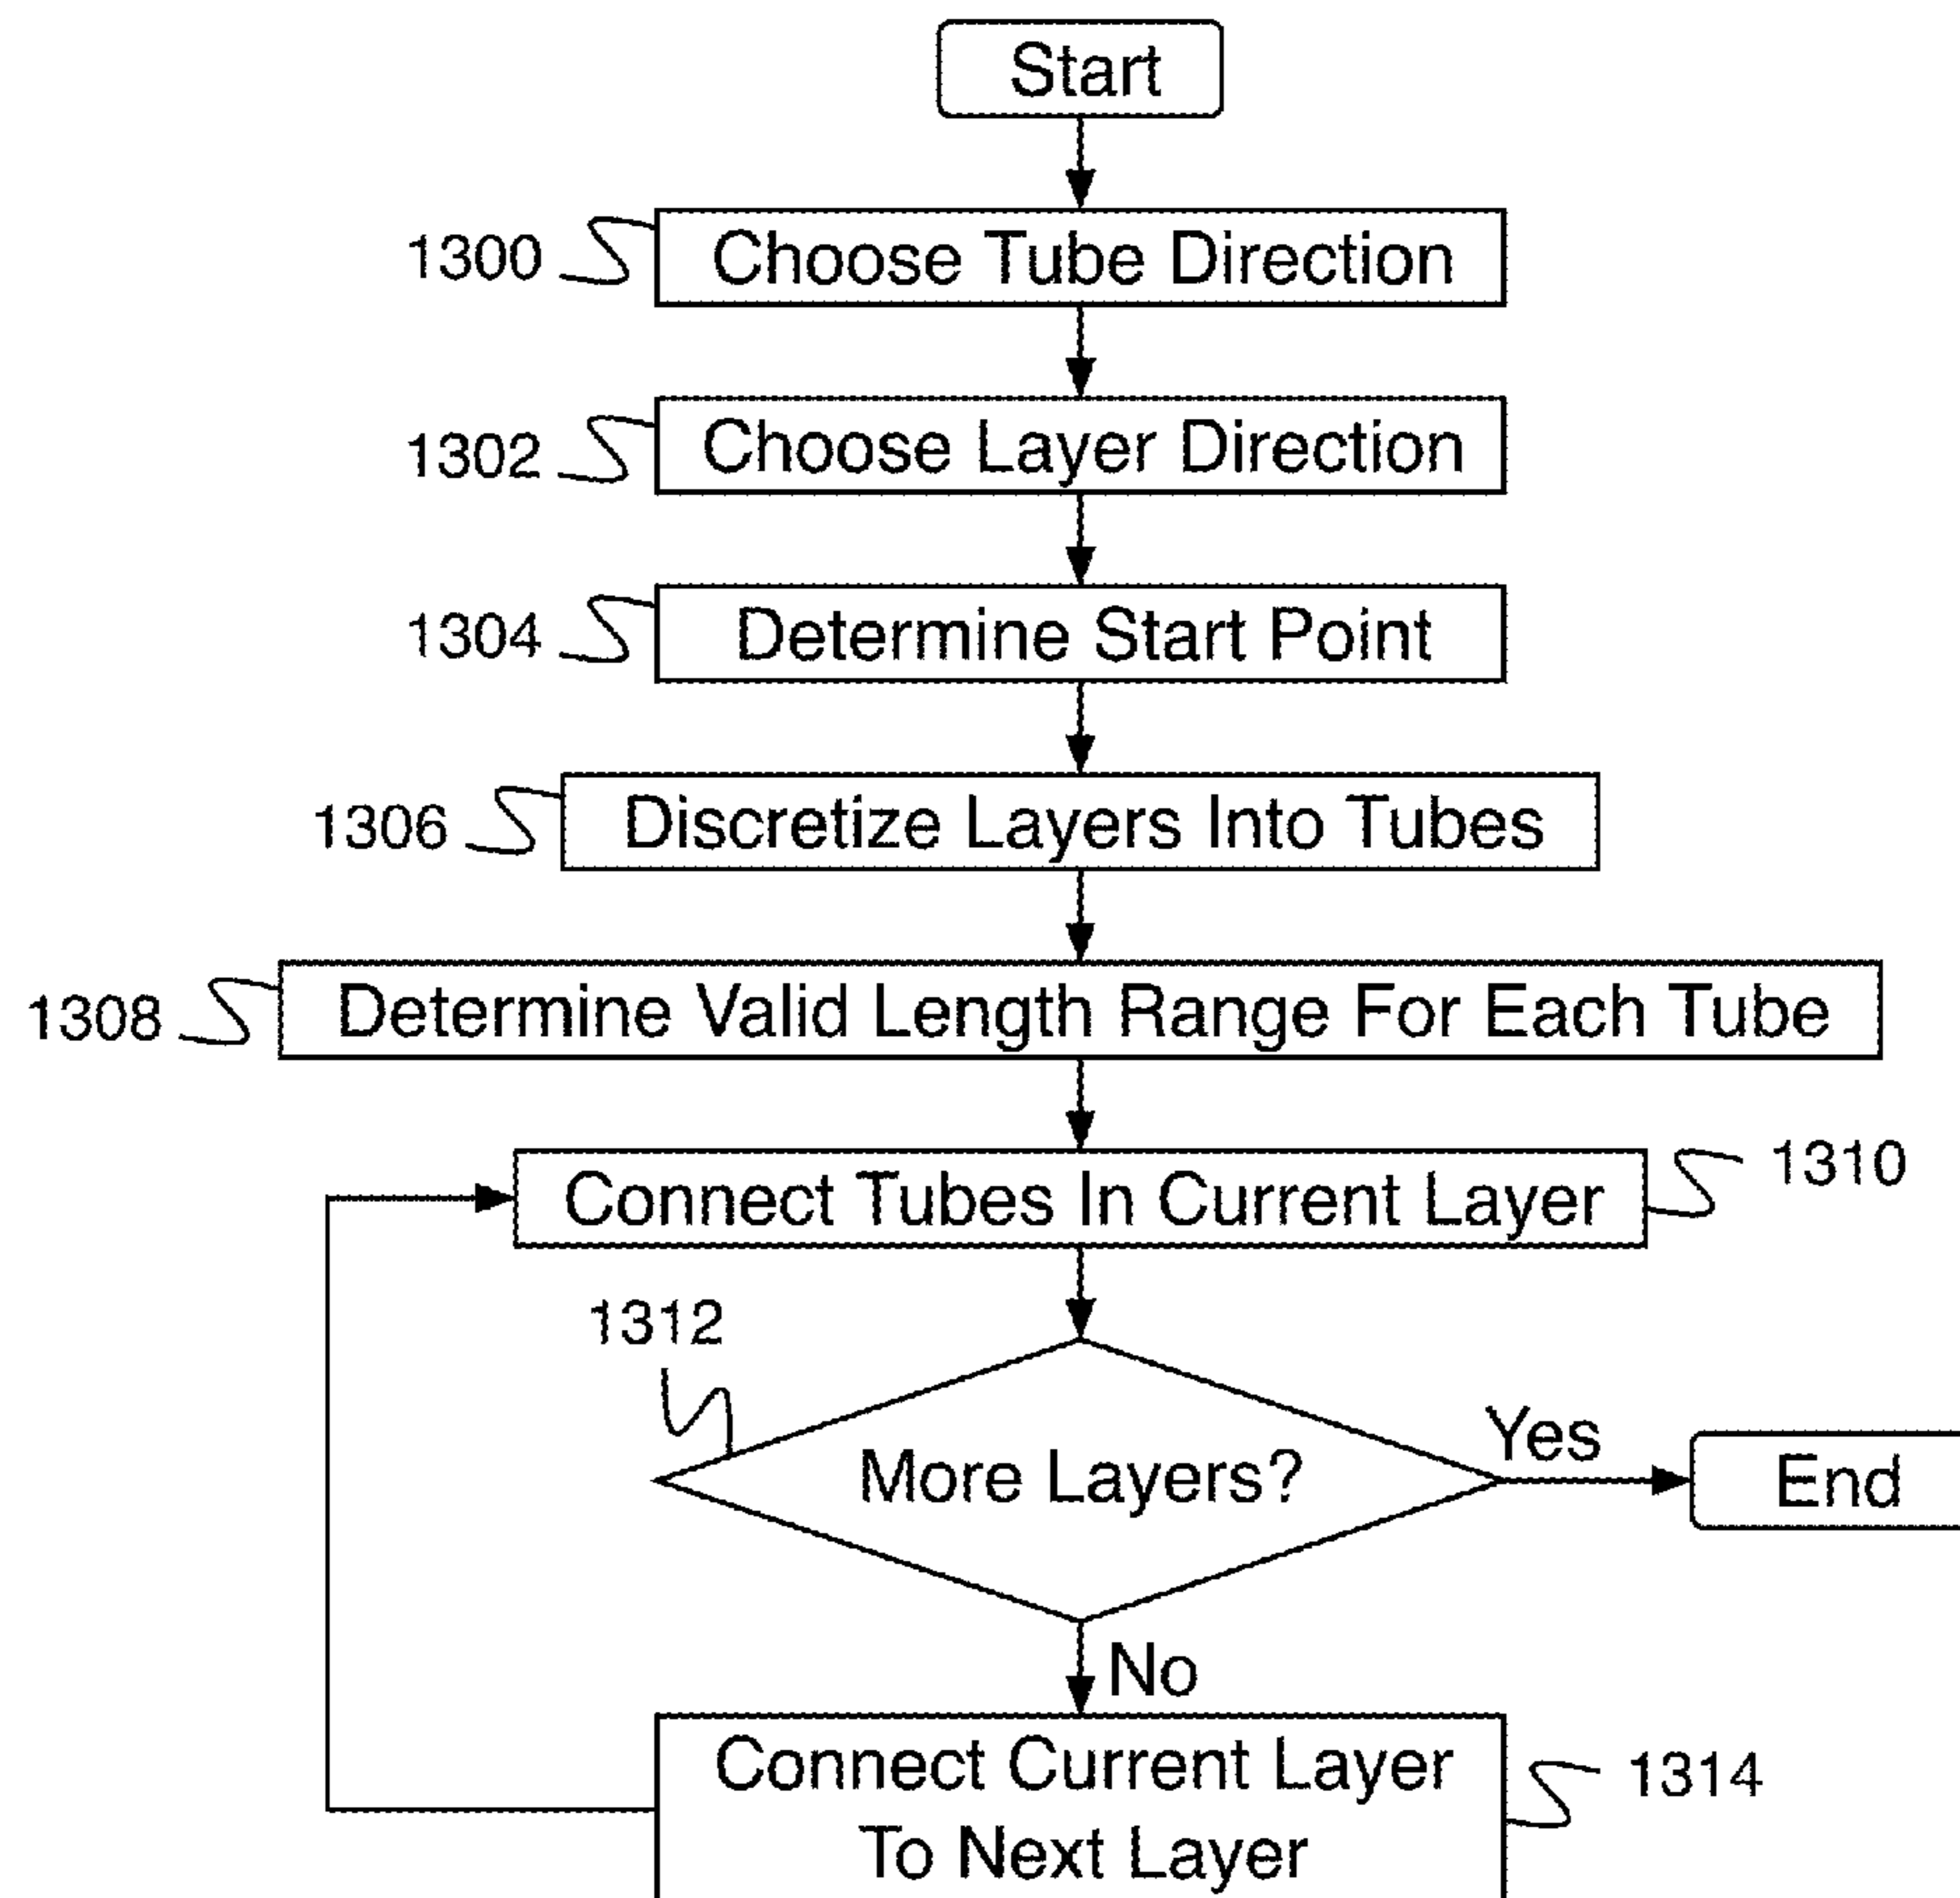 Start
1300
Choose Tube Direction
1302
Choose Layer Direction
1304
Determine Start Point
1306
Discretize Layers Into Tubes
1308
Determine Valid Length Range For Each Tube
Connect Tubes In Current Layer
1310
1312
More Layers?
Yes
End
No
Connect Current Layer
To Next Layer
1314